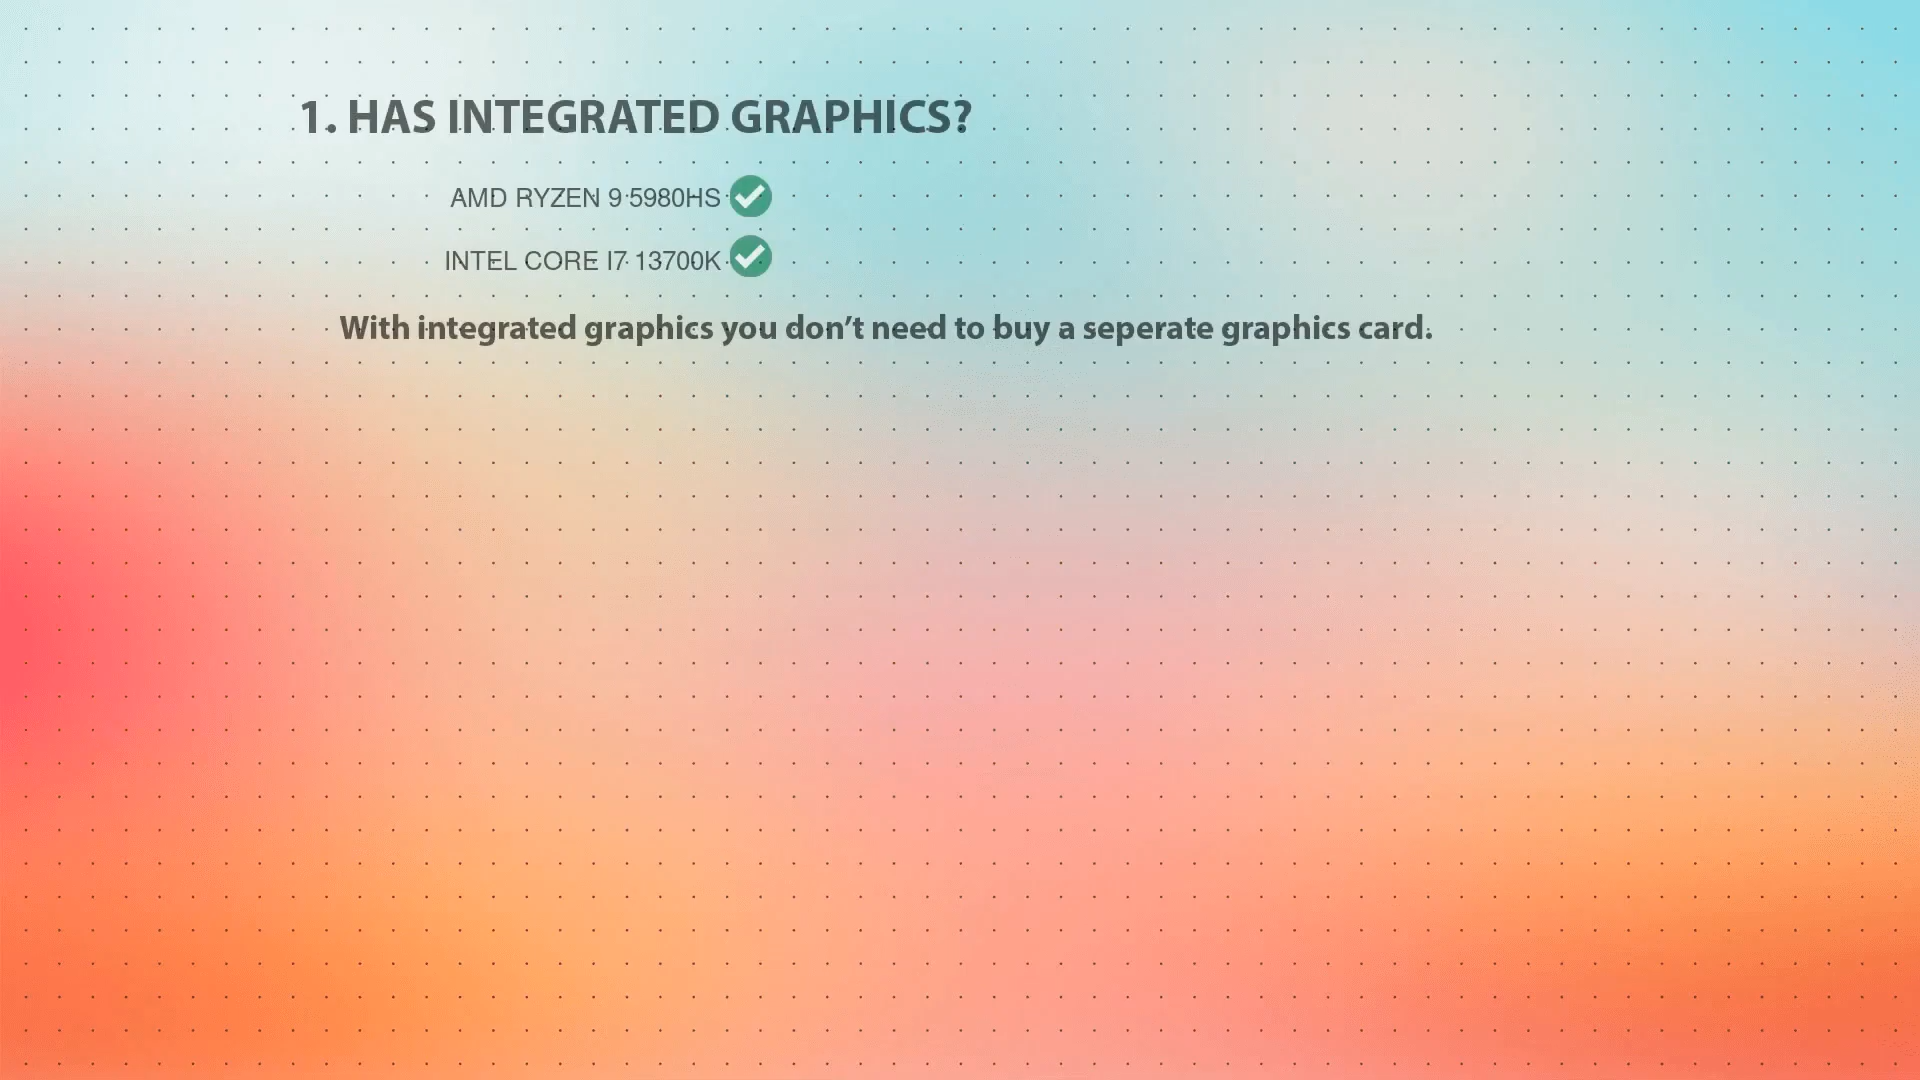 1. HAS INTEGRATED GRAPHICS?
AMD RYZEN 9 5980HS
INTEL CORE I7 13700K
With integrated graphics you don’t need to buy a seperate graphics card.